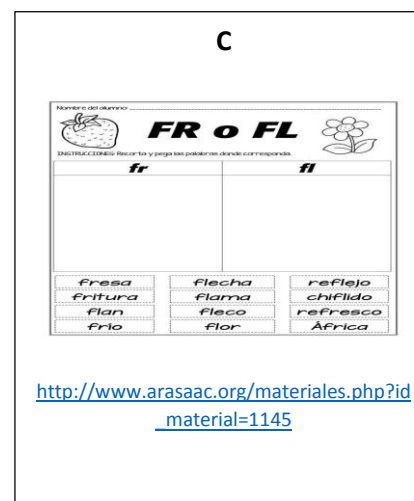 C
Nombre del alumno:
FR o FL
INSTRUCCIONES: Recorta y pega las palabras donde corresponda.
fr fl
fresa flecha reflejo
fritura flama chiflido
flan fleco refresco
frío flor África
http://www.arasaac.org/materiales.php?id
_material=1145